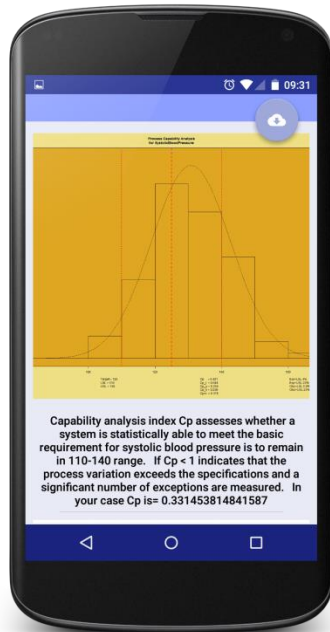 09:31
Process Capability Analysis
for SystolicBloodPressure
Capability analysis index Cp assesses whether a
system is statistically able to meet the basic
requirement for systolic blood pressure is to remain
in 110-140 range.   If Cp < 1 indicates that the
process variation exceeds the specifications and a
significant number of exceptions are measured.   In
your case Cp is= 0.331453814841587